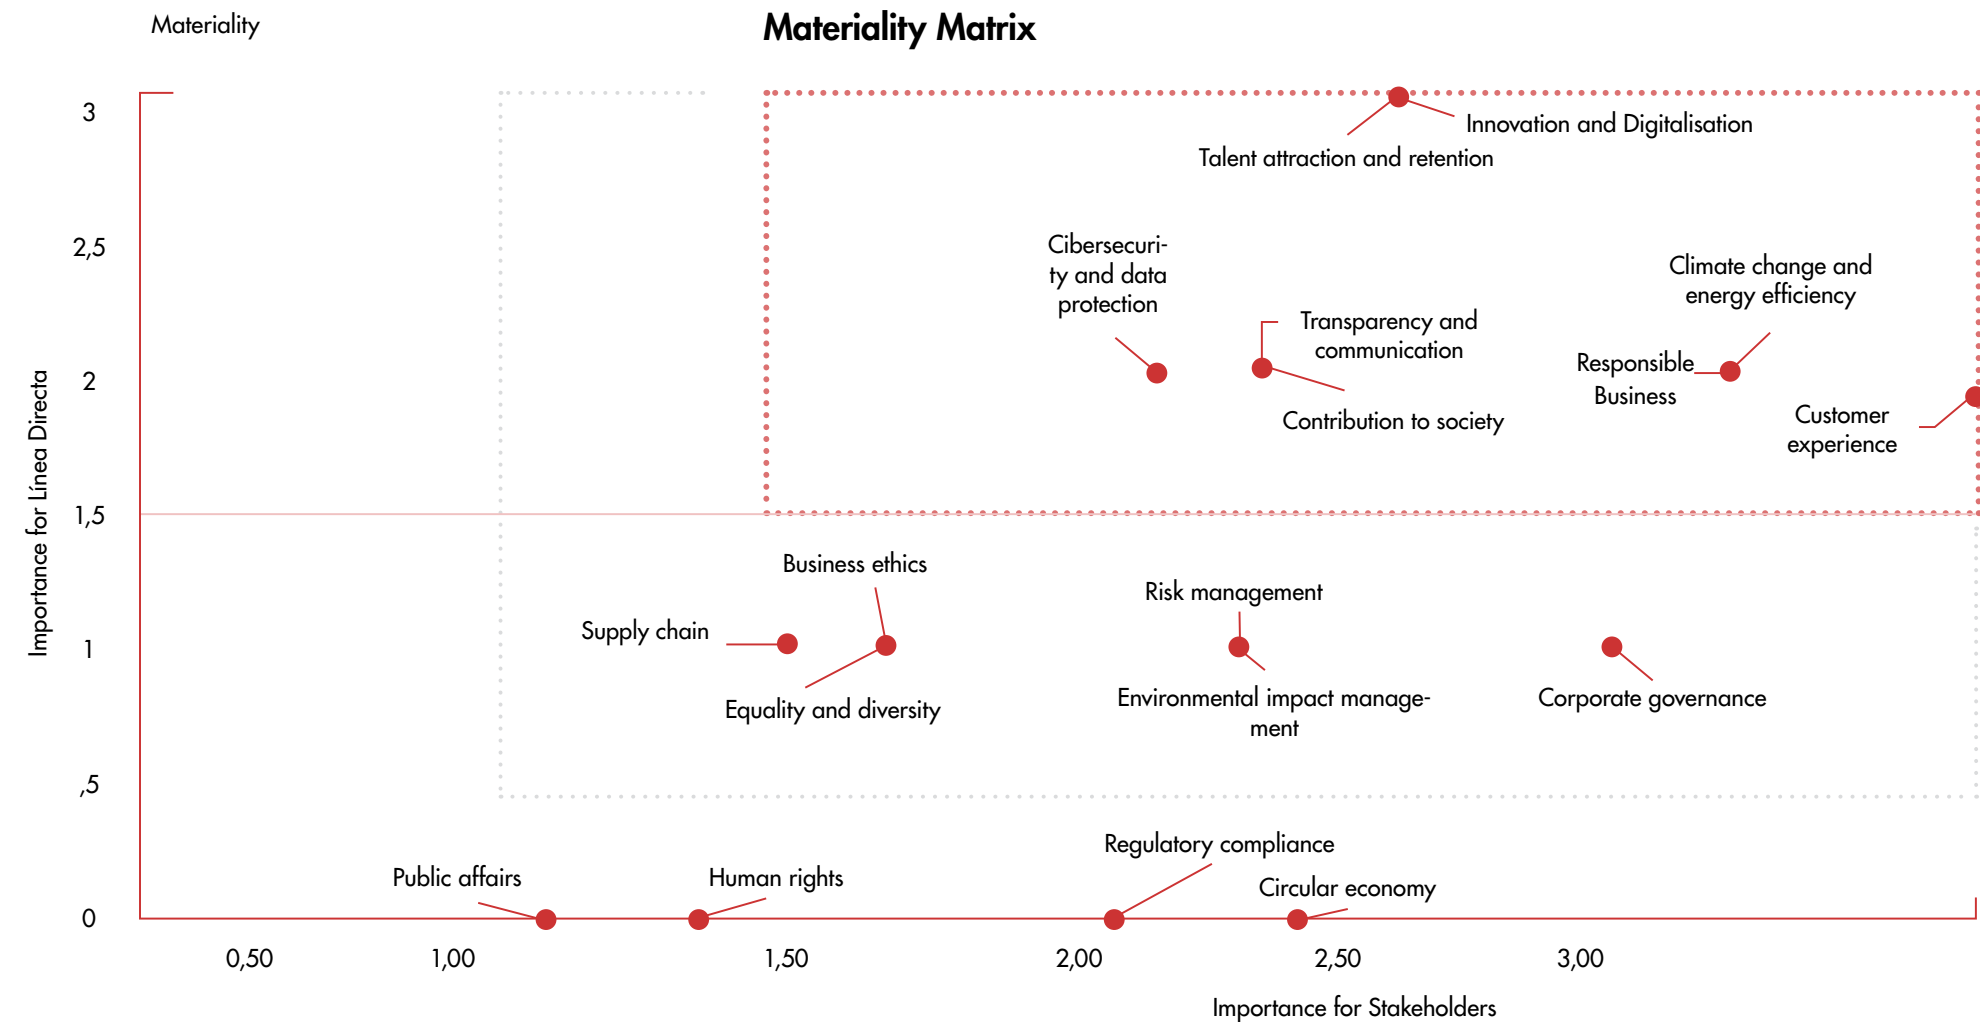 Materiality
Materiality Matrix
3
Innovation and Digitalisation
Talent attraction and retention
2,5
Cibersecuri-
ty and data
protection
Climate change and
energy efficiency
Transparency and
communication
Responsible
Business
2
Customer
experience
Contribution to society
Importance for Línea Directa
1,5
Business ethics
Risk management
Supply chain
1
Equality and diversity
Environmental impact manage-
ment
Corporate governance
,5
Regulatory compliance
Public affairs
Human rights
Circular economy
0
0,50
1,00
1,50
2,00
2,50
3,00
Importance for Stakeholders